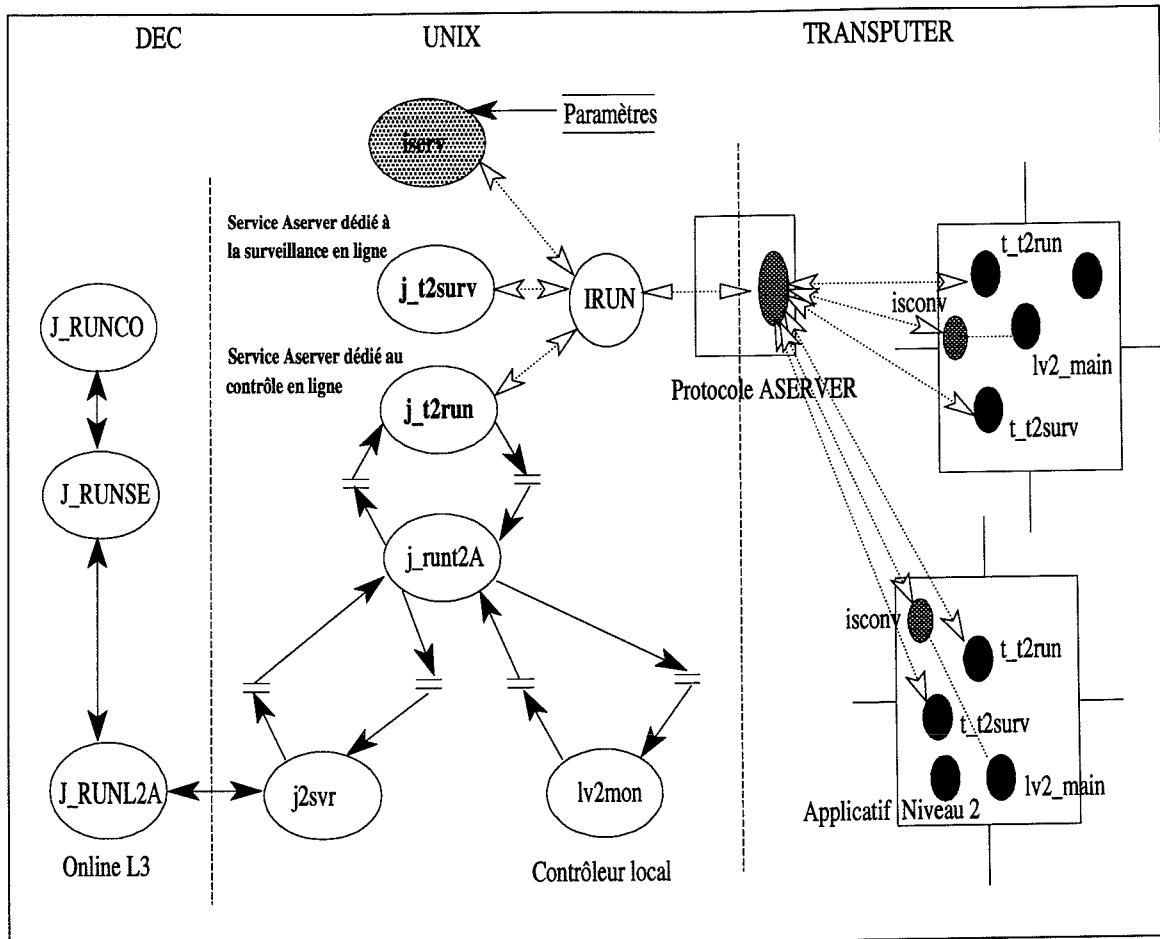 DEC
UNIX
TRANSPUTER
Paramètres
iserv
Service Aserver dédié à
la surveillance en ligne
t_t2run
j_t2surv
IRUN
isconv
J_RUNCO
lv2_main
Service Aserver dédié au
contrôle en ligne
Protocole ASERVER
j_t2run
t_t2surv
J_RUNSE
j_runt2A
isconv
t_t2run
t_t2surv
J_RUNL2A
j2svr
lv2mon
lv2_main
Applicatif Niveau 2
Online L3
Contrôleur local